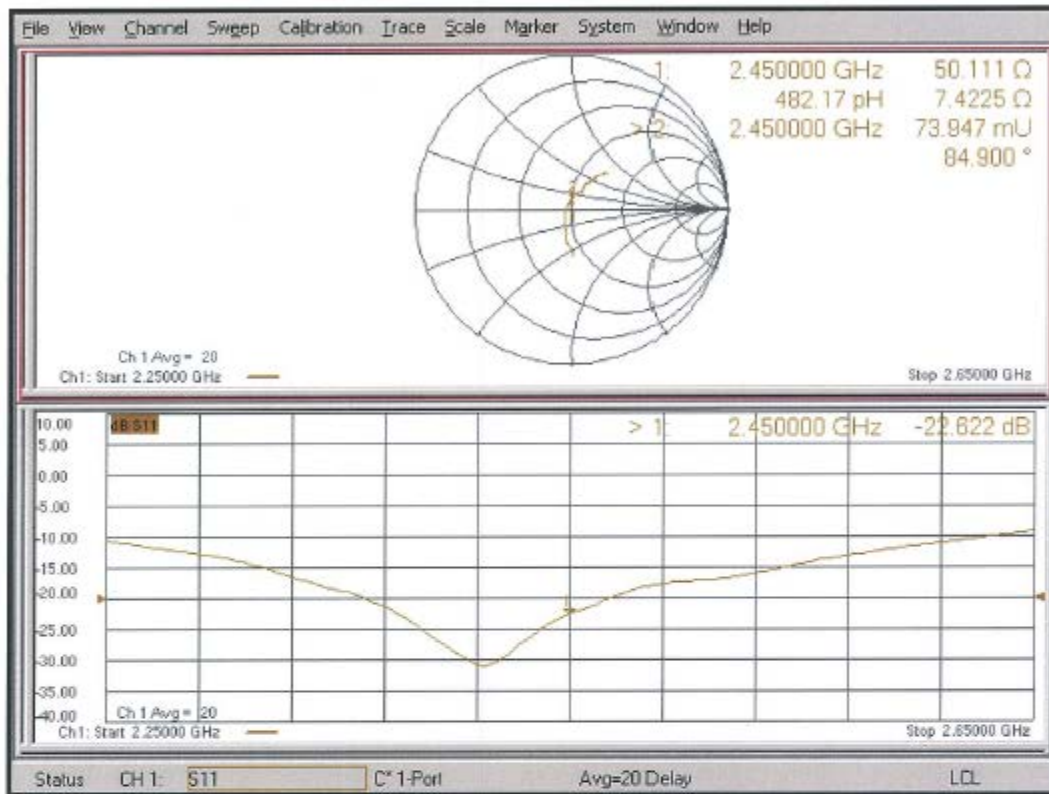 File View Channel Sweep Calibration Trace Scale Marker System Window Help
1: 2.450000 GHz 50.111 Ω
482.17 pH 7.4225 Ω
> 2: 2.450000 GHz 73.947 mU
84.900 °
Ch 1 Avg = 20
Ch1: Start 2.25000 GHz Stop 2.65000 GHz
10.00 dB S11 > 1: 2.450000 GHz -22.622 dB
5.00
0.00
-5.00
-10.00
-15.00
-20.00
-25.00
-30.00
-35.00
-40.00 Ch 1 Avg = 20
Ch1: Start 2.25000 GHz Stop 2.65000 GHz
Status CH 1: S11 C* 1-Port Avg=20 Delay LCL